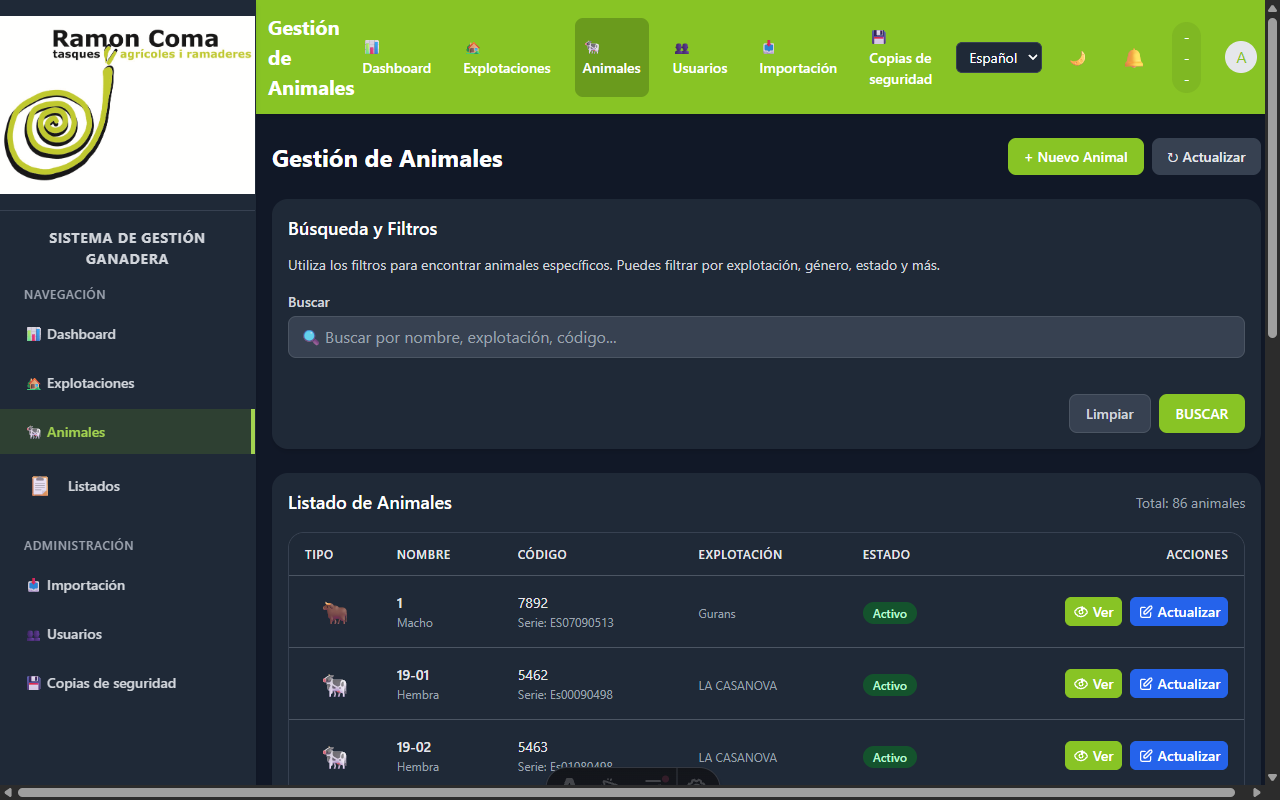 Ramon Coma
tasques agrícoles i ramaderes
SISTEMA DE GESTIÓN
GANADERA
NAVEGACIÓN
Dashboard
Explotaciones
Animales
Listados
ADMINISTRACIÓN
Importación
Usuarios
Copias de seguridad
Gestión
de
Animales
Dashboard
Explotaciones
Animales
Usuarios
Importación
Copias de
seguridad
Español
-
-
-
A
Gestión de Animales
+ Nuevo Animal
↻ Actualizar
Búsqueda y Filtros
Utiliza los filtros para encontrar animales específicos. Puedes filtrar por explotación, género, estado y más.
Buscar
Buscar por nombre, explotación, código...
Limpiar
BUSCAR
Listado de Animales
Total: 86 animales
TIPO NOMBRE CÓDIGO EXPLOTACIÓN ESTADO ACCIONES
1 7892
Macho Serie: ES07090513 Gurans Activo Ver Actualizar
19-01 5462
Hembra Serie: Es00090498 LA CASANOVA Activo Ver Actualizar
19-02 5463
Hembra Serie: Es01080498 LA CASANOVA Activo Ver Actualizar